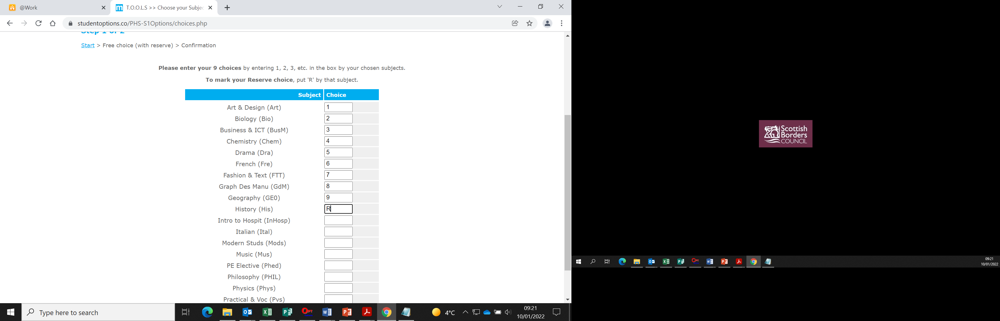 @Work
T.O.O.L.S >> Choose your Subjec
studentoptions.co/PHS-S1Options/choices.php
Step 1 of 2
Start > Free choice (with reserve) > Confirmation
Please enter your 9 choices by entering 1, 2, 3, etc. in the box by your chosen subjects.
To mark your Reserve choice, put 'R' by that subject.
Subject Choice
Art & Design (Art) 1
Biology (Bio) 2
Business & ICT (BusM) 3
Chemistry (Chem) 4
Drama (Dra) 5
French (Fre) 6
Fashion & Text (FTT) 7
Graph Des Manu (GdM) 8
Geography (GE0) 9
History (His) R
Intro to Hospit (InHosp)
Italian (Ital)
Modern Studs (Mods)
Music (Mus)
PE Elective (Phed)
Philosophy (PHIL)
Physics (Phys)
Practical & Voc (Pvs)
Type here to search
4°C
09:21
10/01/2022
Scottish
Borders
COUNCIL
09:21
10/01/2022